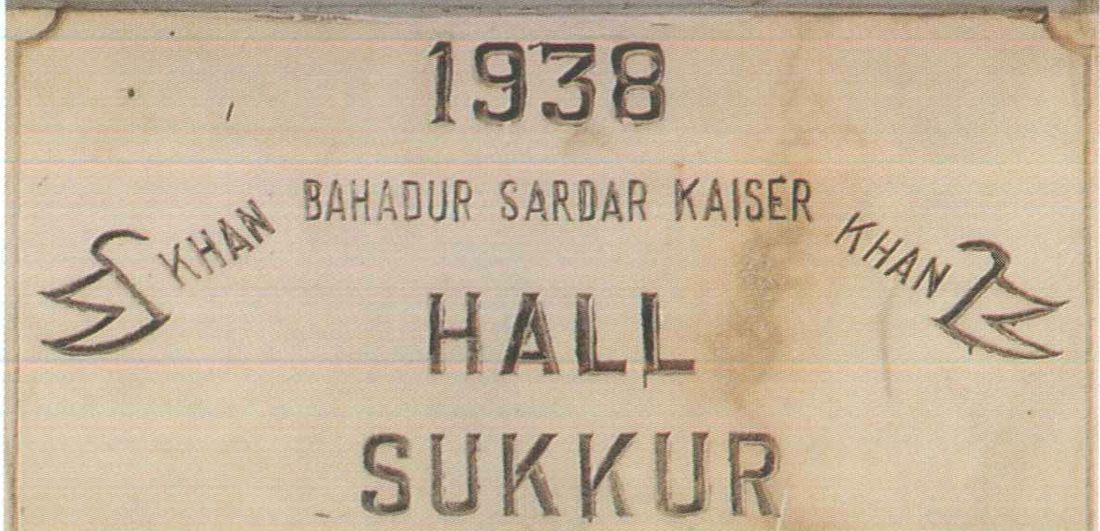 1938
KHAN BAHADUR SARDAR KAISER KHAN
HALL
SUKKUR